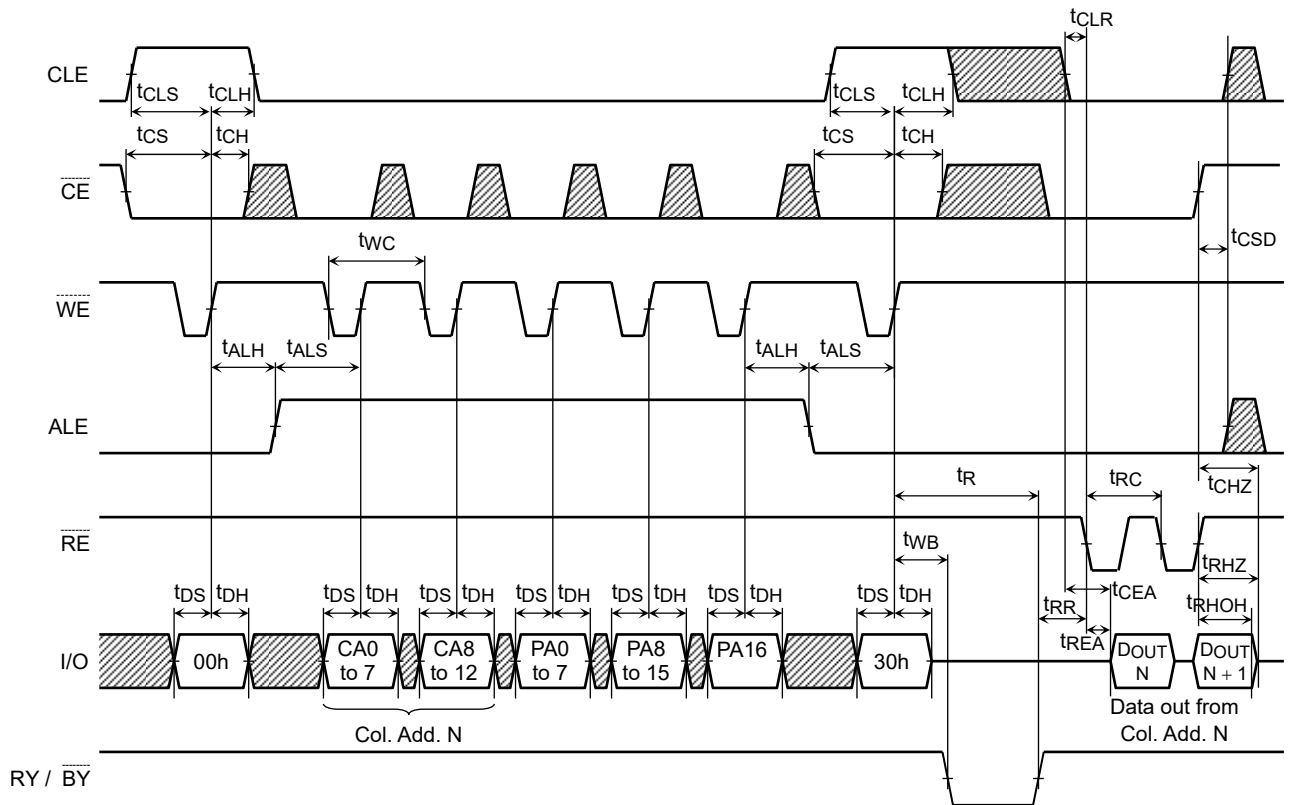 tCLR
CLE
tCLS tCLH tCLS tCLH
tCS tCH tCS tCH
CE
tWC tCSD
WE
tALH tALS tALH tALS
ALE
tR tRC tCHZ
RE
tWB tRHZ
tDS tDH tDS tDH tDS tDH tDS tDH tDS tDH tDS tDH tDS tDH tCEA
tRR tRHOH
tREA
I/O 00h CA0 to 7 CA8 to 12 PA0 to 7 PA8 to 15 PA16 30h DOUT N DOUT N + 1
Col. Add. N
Data out from
Col. Add. N
RY / BY